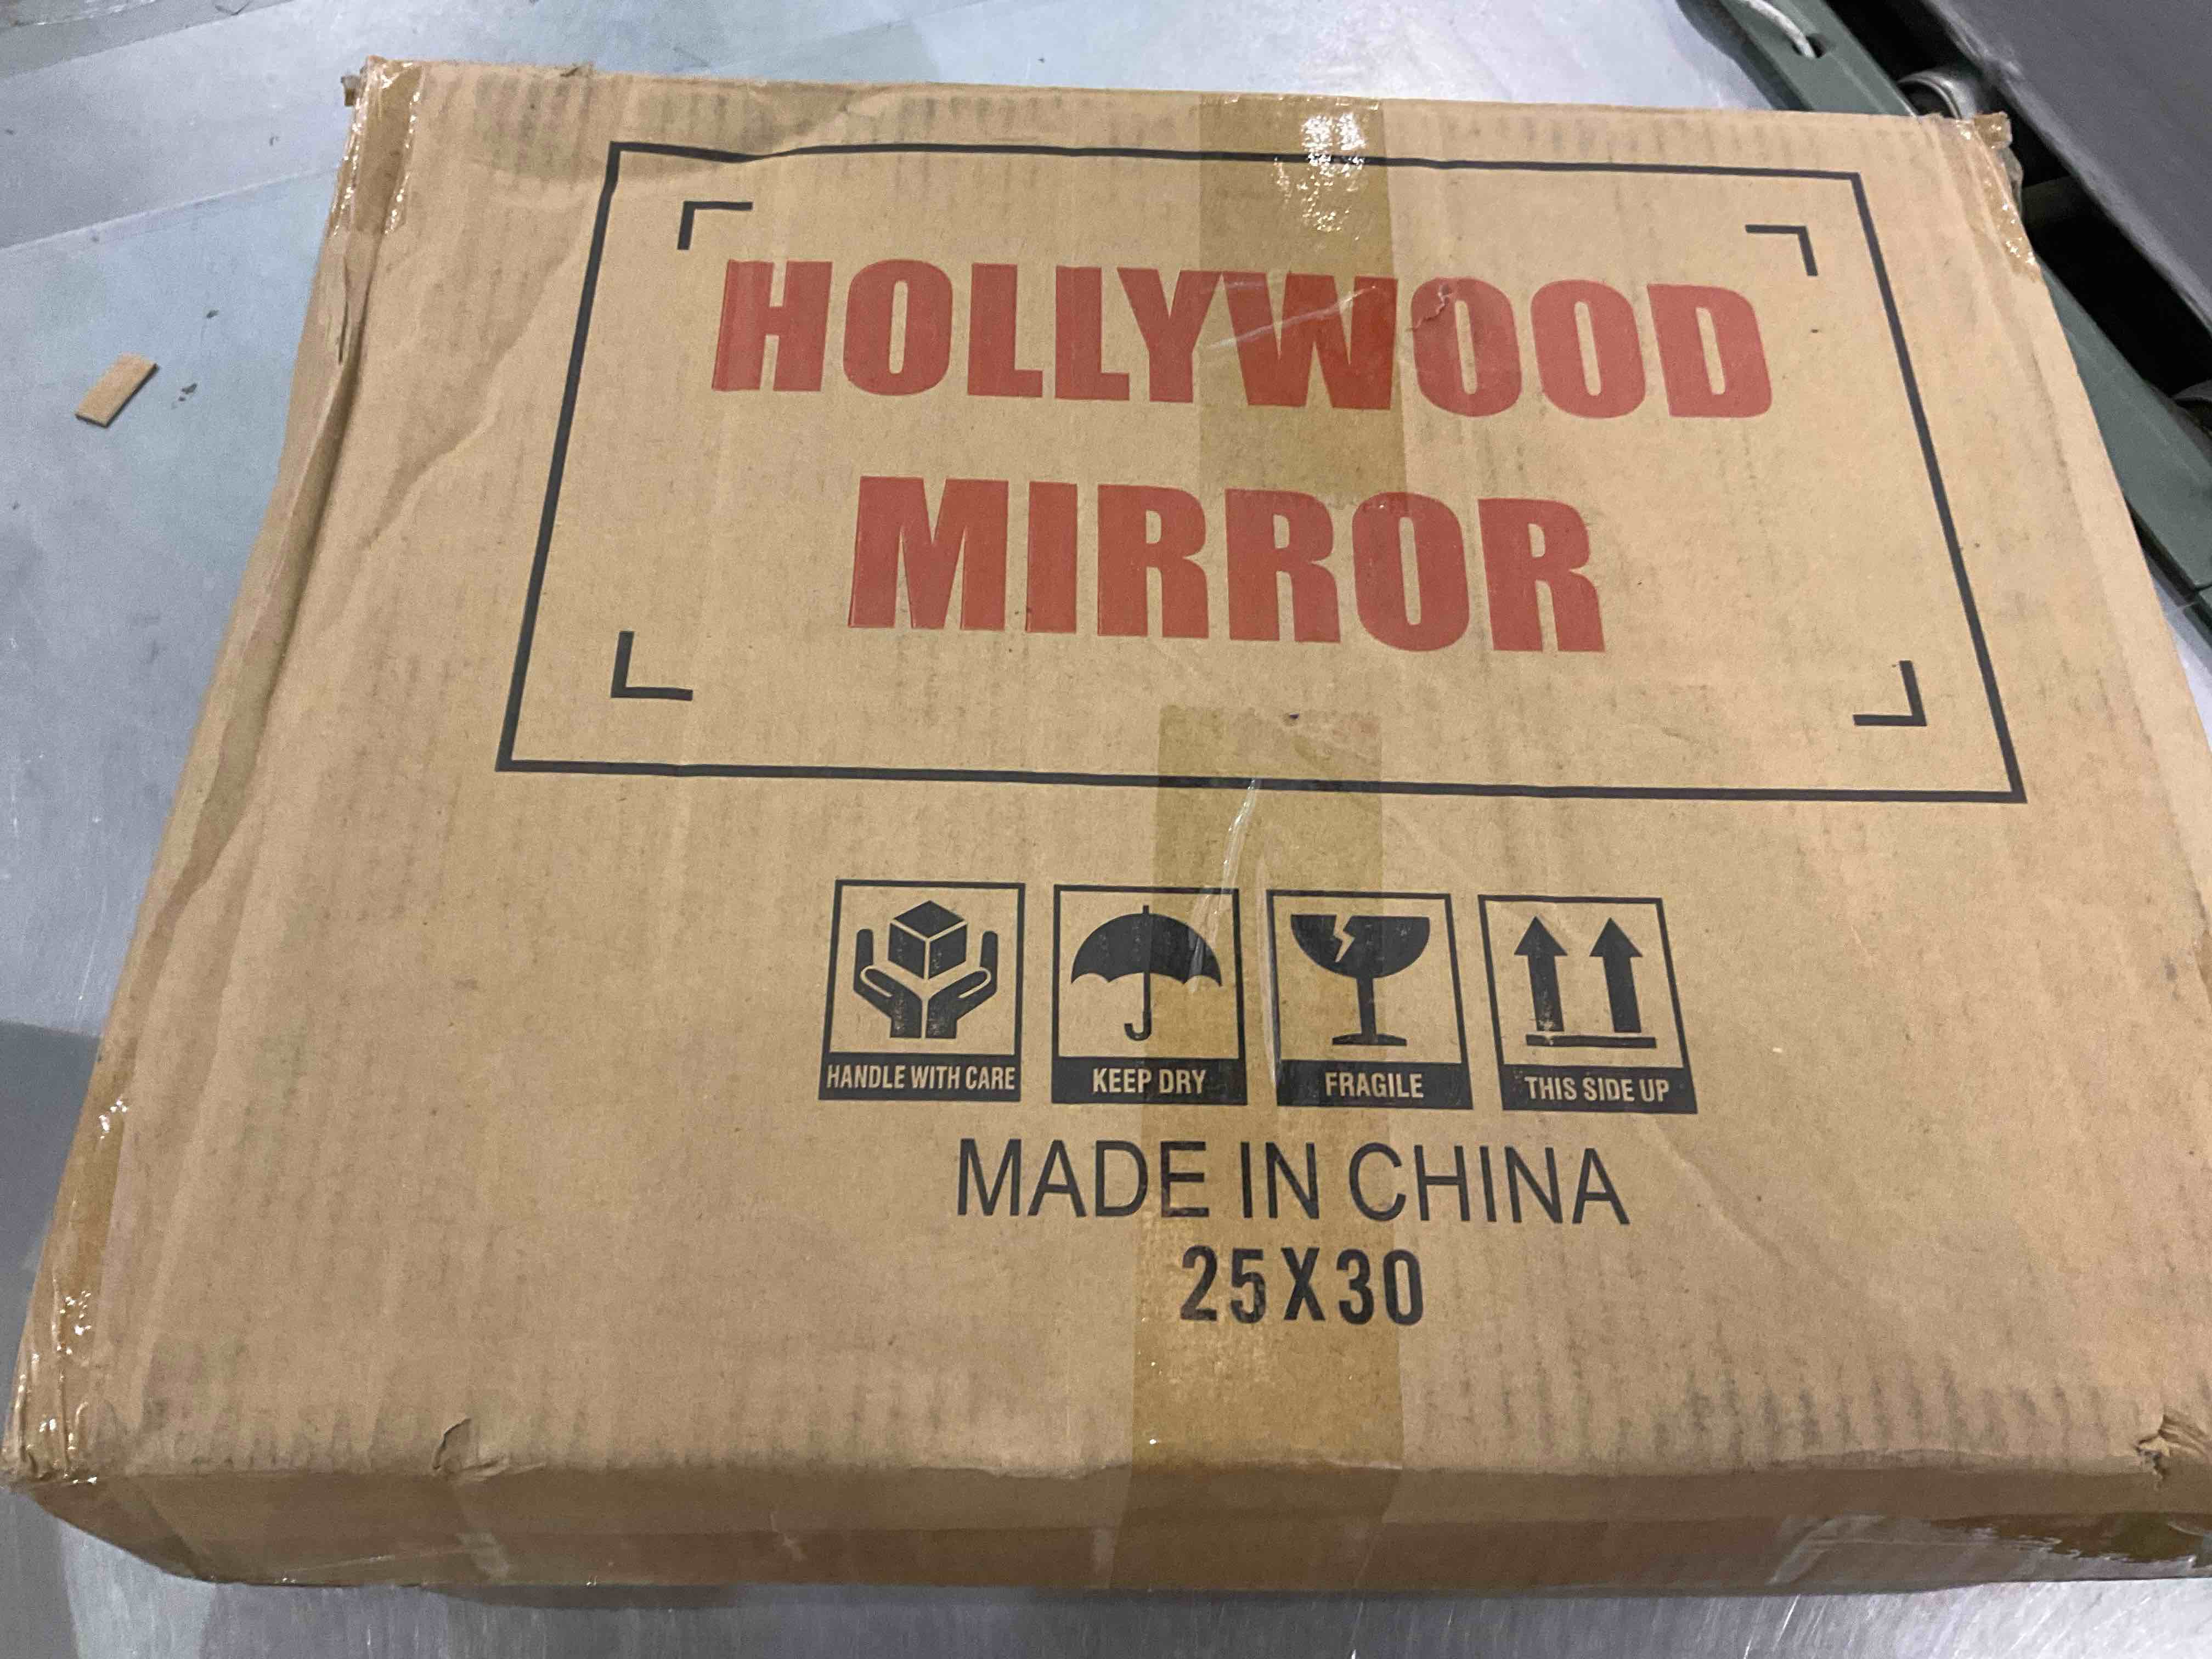 HOLLYWOOD
MIRROR
HANDLE WITH CARE KEEP DRY FRAGILE THIS SIDE UP
MADE IN CHINA
25X30